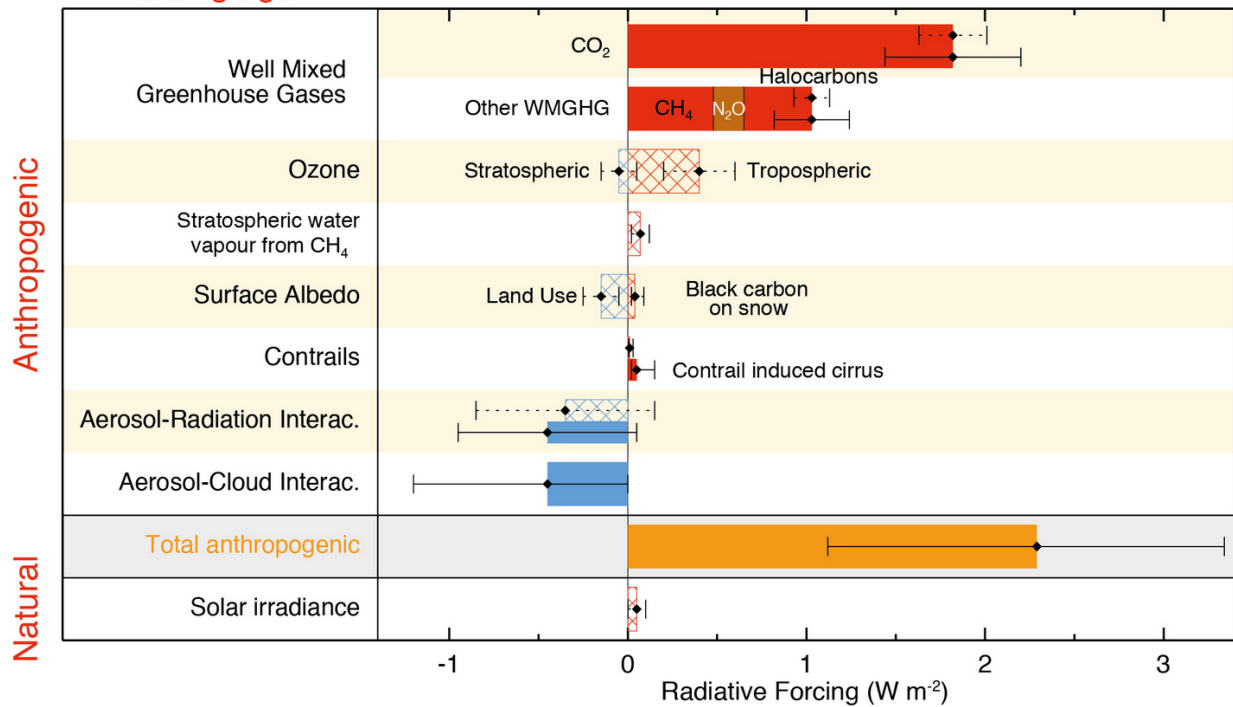 CO2
Well Mixed
Greenhouse Gases
Halocarbons
Other WMGHG
CH4
N2O
Anthropogenic
Ozone
Stratospheric
Tropospheric
Stratospheric water
vapour from CH4
Surface Albedo
Land Use
Black carbon
on snow
Contrails
Contrail induced cirrus
Aerosol-Radiation Interac.
Aerosol-Cloud Interac.
Total anthropogenic
Natural
Solar irradiance
-1 0 1 2 3
Radiative Forcing (W m-2)